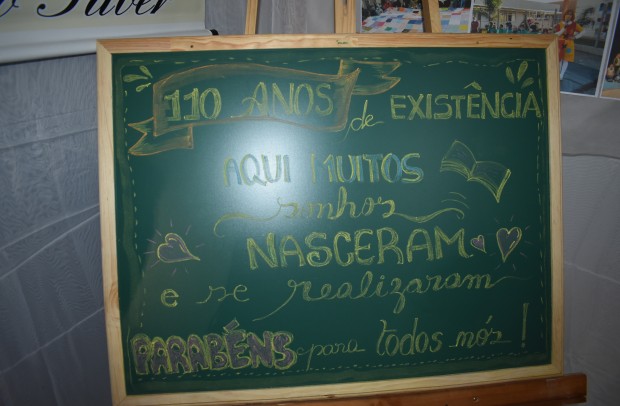 110 ANOS de EXISTÊNCIA
AQUI MUITOS
sonhos
NASCERAM
e se realizaram
PARABÉNS para todos nós!